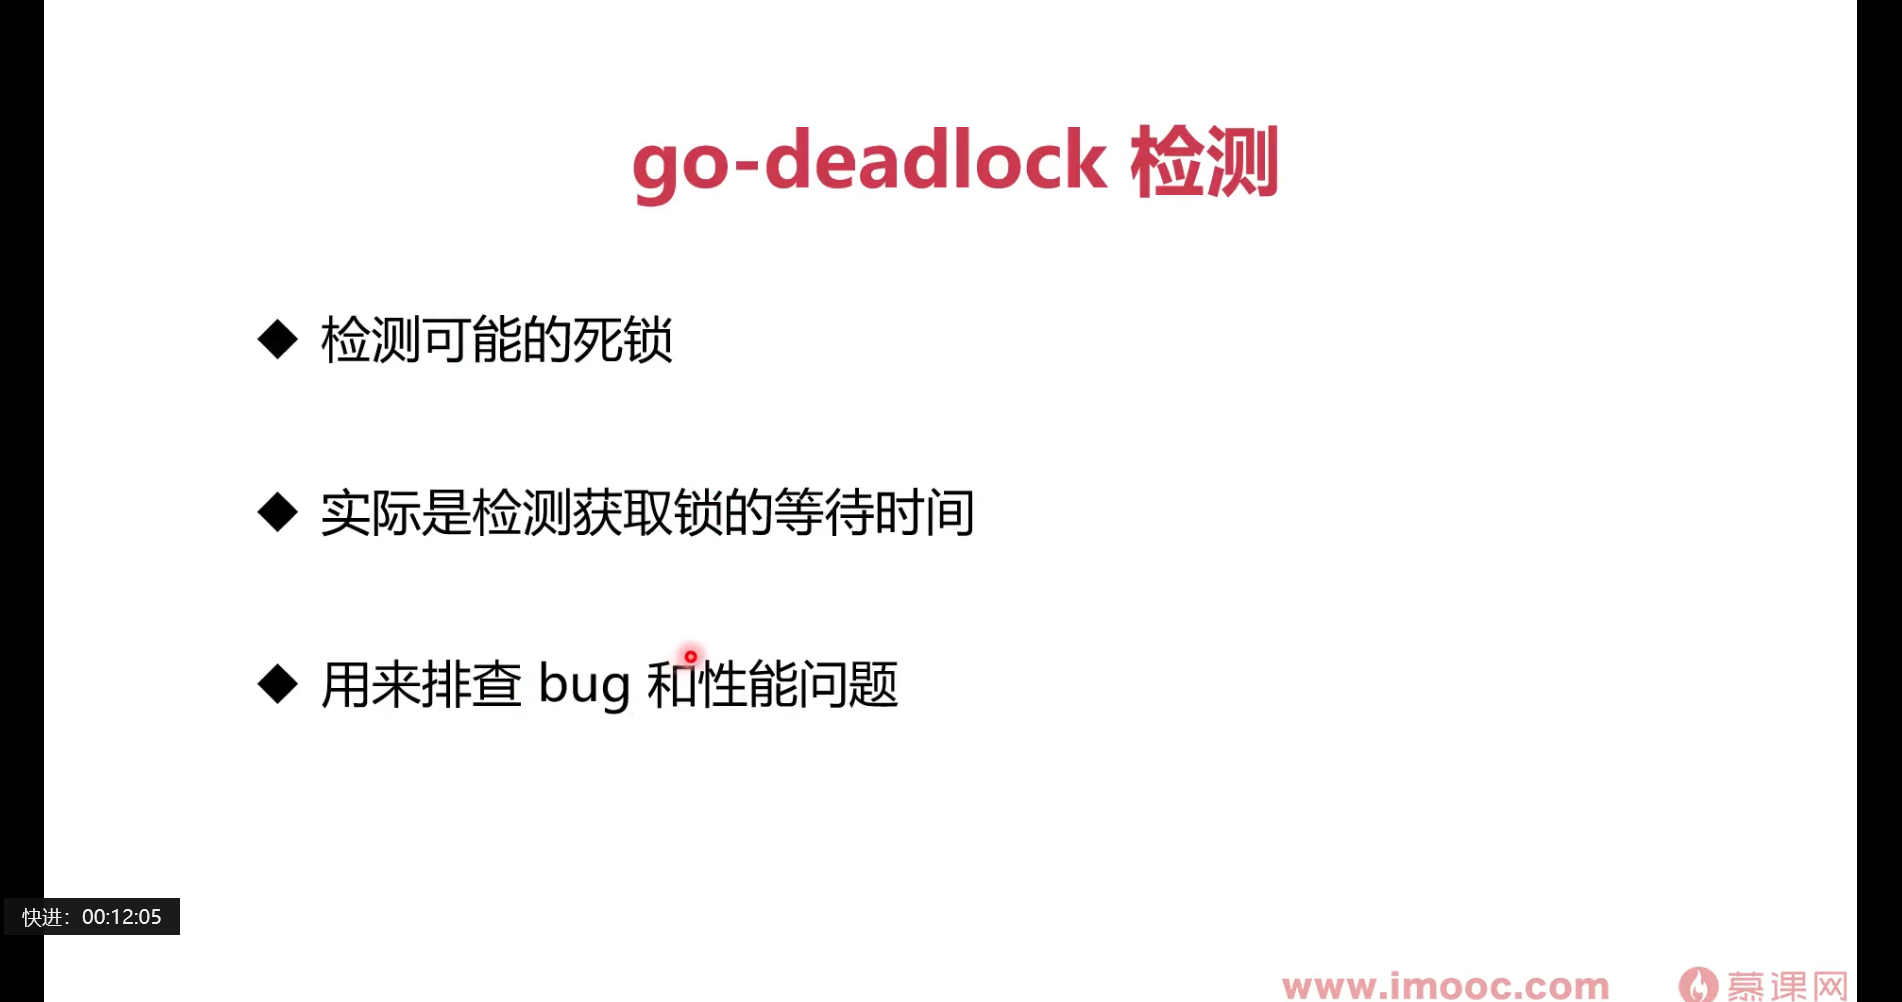 go-deadlock 检测
◆ 检测可能的死锁
◆ 实际是检测获取锁的等待时间
◆ 用来排查 bug 和性能问题
快进：00:12:05
www.imooc.com 慕课网